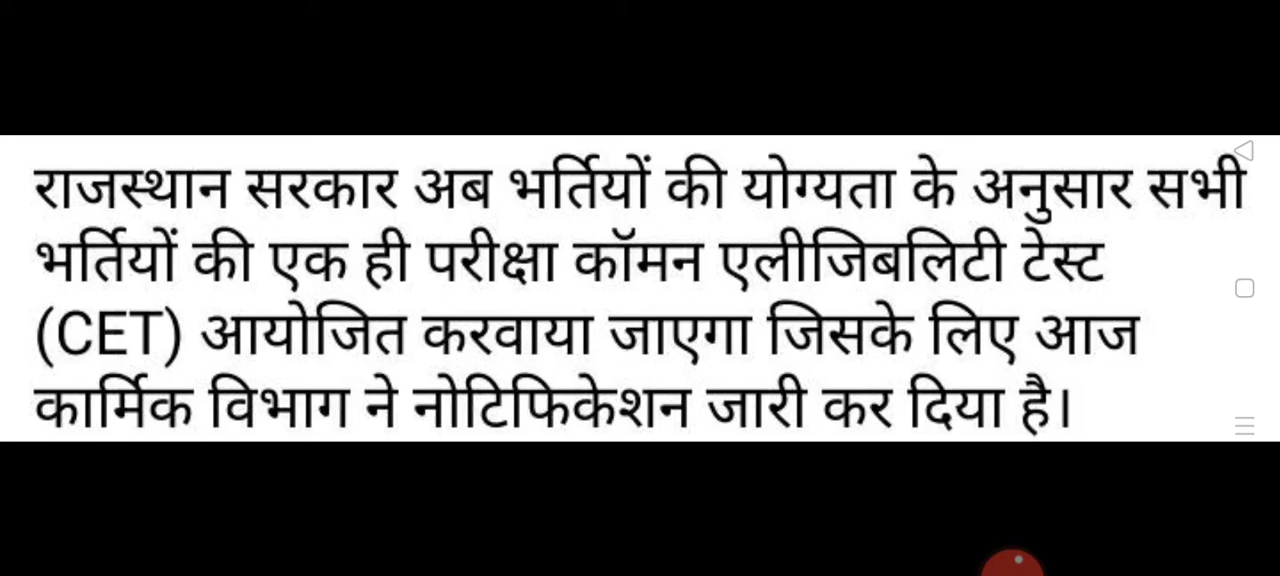 राजस्थान सरकार अब भर्तियों की योग्यता के अनुसार सभी
भर्तियों की एक ही परीक्षा कॉमन एलीजिबलिटी टेस्ट
(CET) आयोजित करवाया जाएगा जिसके लिए आज
कार्मिक विभाग ने नोटिफिकेशन जारी कर दिया है।